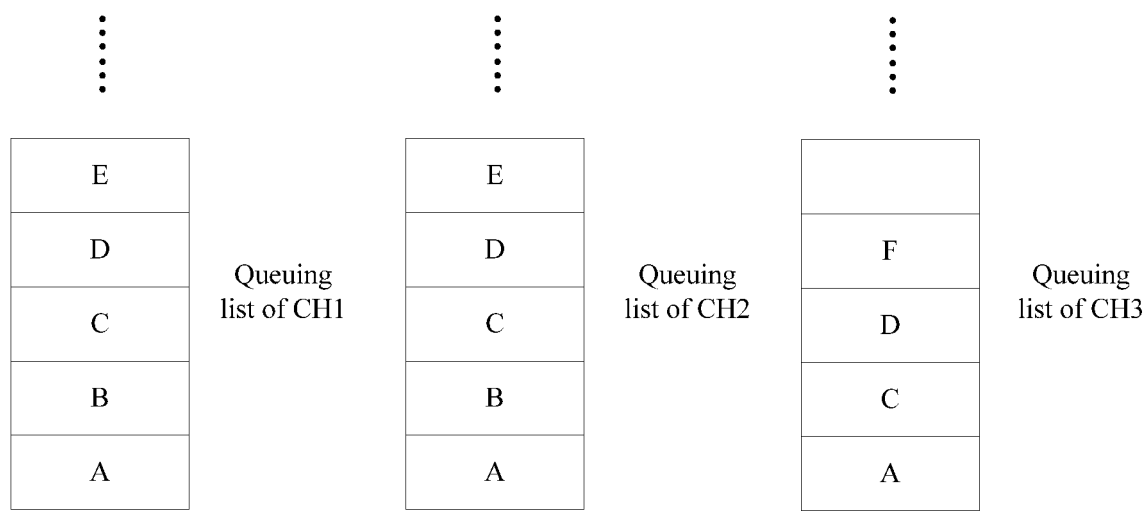 E
D
C
B
A
Queuing
list of CH1
E
D
C
B
A
Queuing
list of CH2
F
D
C
A
Queuing
list of CH3